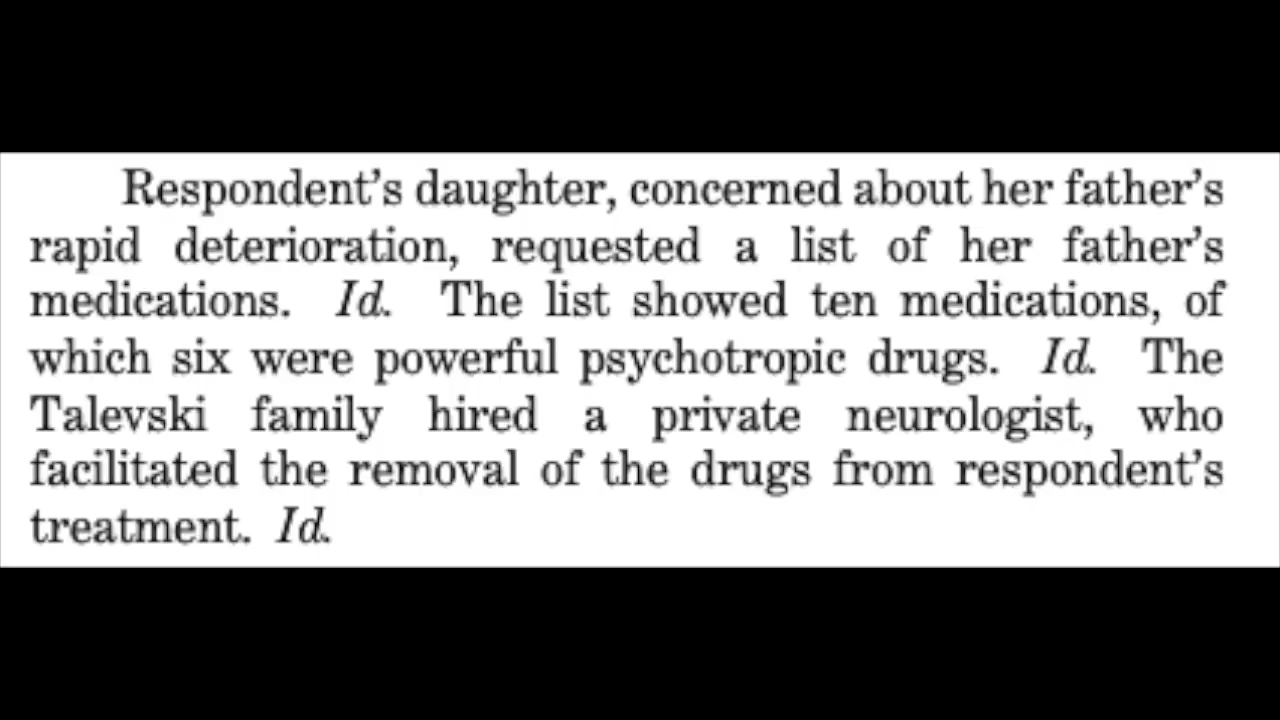 Respondent’s daughter, concerned about her father’s
rapid deterioration, requested a list of her father’s
medications. Id. The list showed ten medications, of
which six were powerful psychotropic drugs. Id. The
Talevski family hired a private neurologist, who
facilitated the removal of the drugs from respondent’s
treatment. Id.